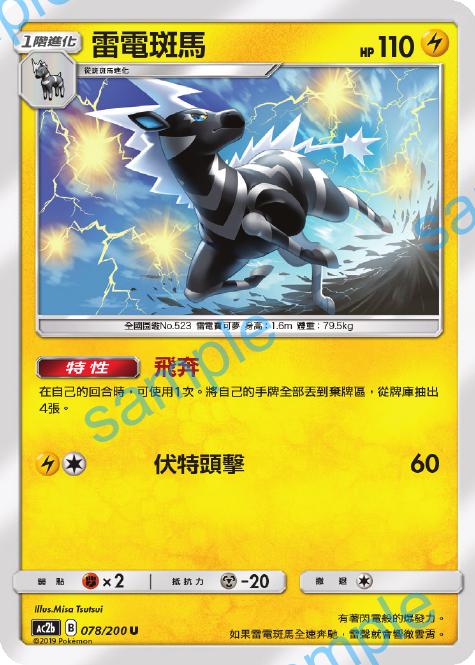 1階進化 雷電斑馬 HP 110
從斑斑馬進化
全國圖鑑No.523 雷電寶可夢 身高：1.6m 體重：79.5kg
特性 飛奔
在自己的回合時，可使用1次。將自己的手牌全部丟到棄牌區，從牌庫抽出
4張。
伏特頭擊 60
弱點 ×2 抵抗力 -20 撤退
Illus.Misa Tsutsui
AC2b B 078/200 U
©2019 Pokémon
有著閃電般的爆發力。
如果雷電斑馬全速奔馳，雷聲就會響徹雲霄。
sample
sample
sample
sample